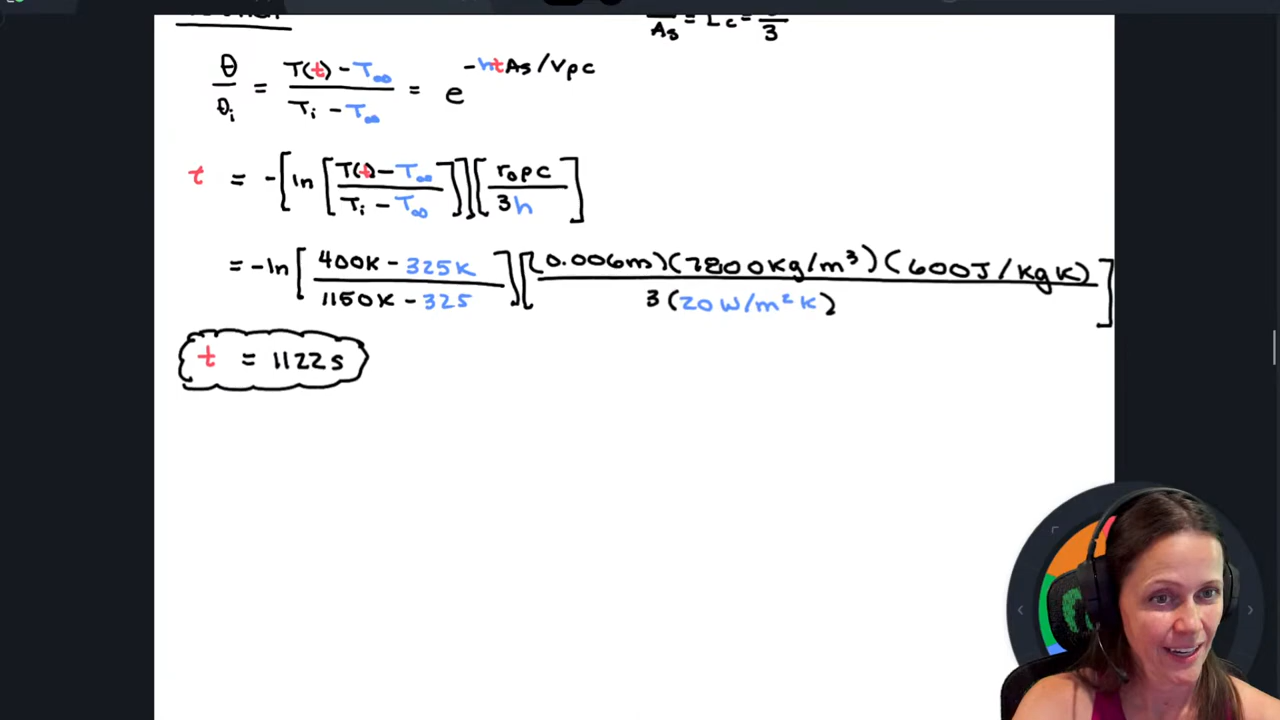 As = Lc = 3
θ/θi = T(t) - T∞ / Ti - T∞ = e^-htAs/Vρc
t = -[ln[T(t) - T∞ / Ti - T∞]][roρc / 3h]
= -ln[400K - 325K / 1150K - 325][(0.006m)(7800kg/m³)(600J/kgK) / 3(20W/m²K)]
t = 1122s